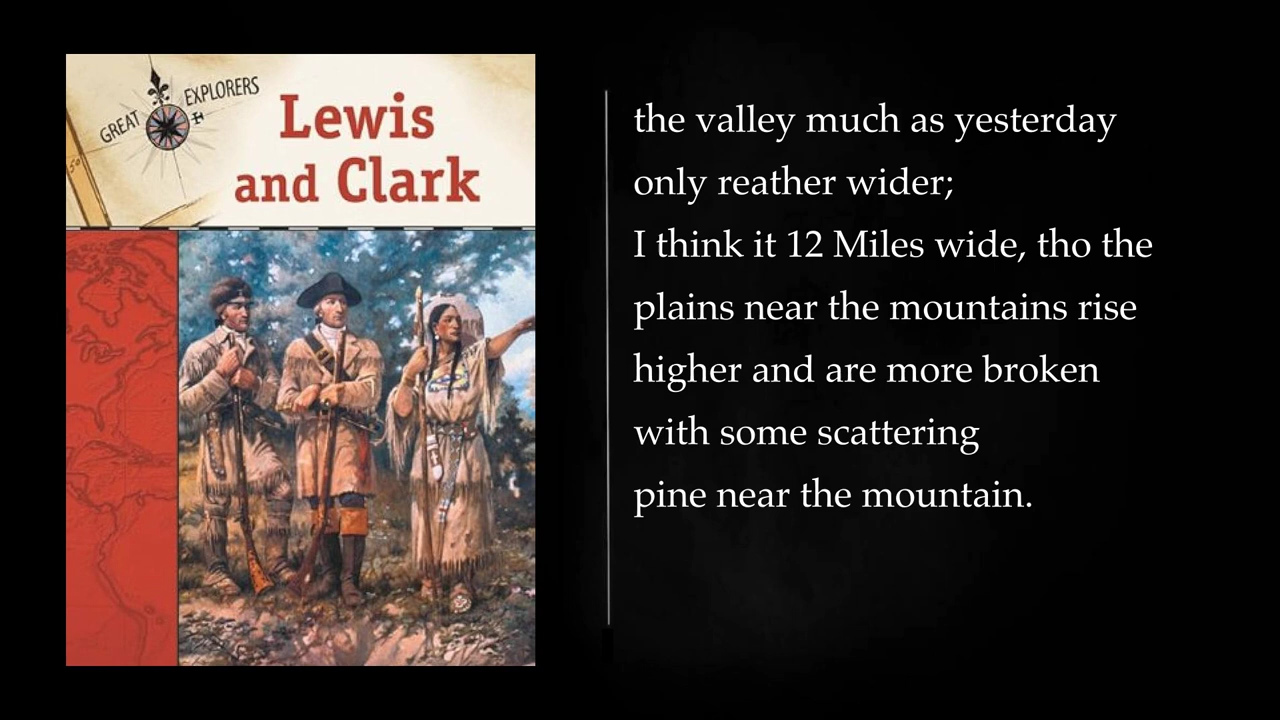 GREAT EXPLORERS
Lewis
and Clark
50
the valley much as yesterday
only reather wider;
I think it 12 Miles wide, tho the
plains near the mountains rise
higher and are more broken
with some scattering
pine near the mountain.